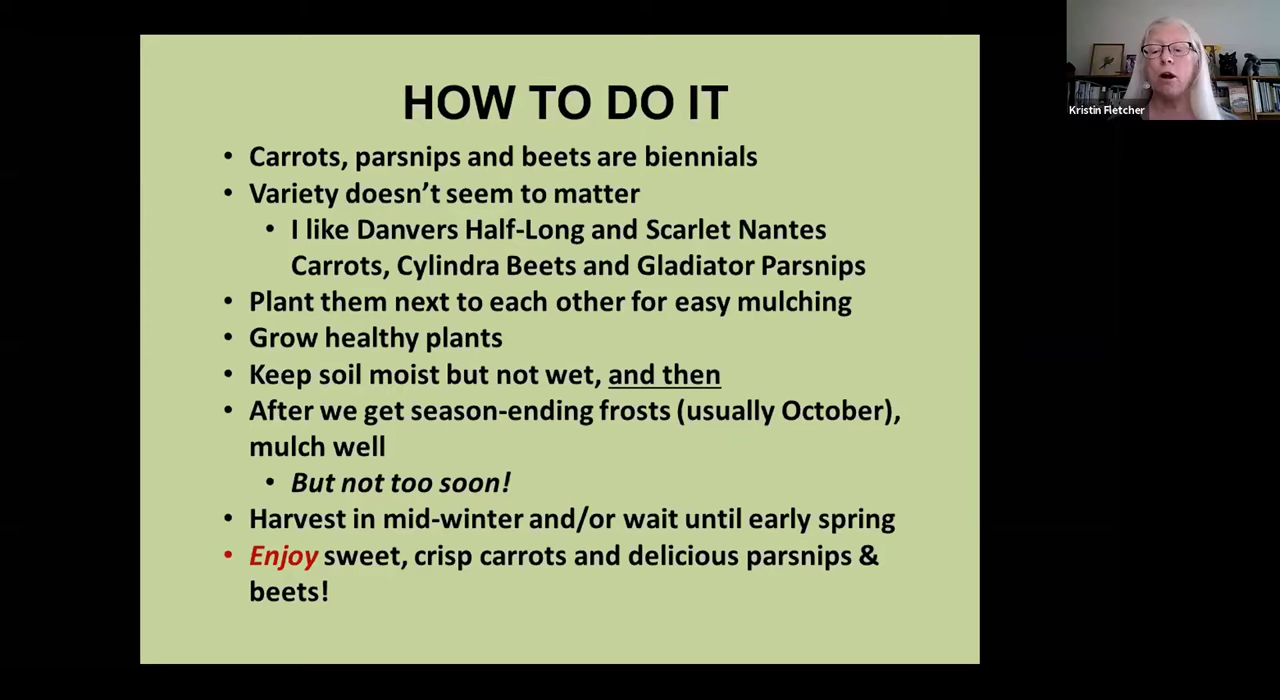 HOW TO DO IT
• Carrots, parsnips and beets are biennials
• Variety doesn't seem to matter
• I like Danvers Half-Long and Scarlet Nantes
Carrots, Cylindra Beets and Gladiator Parsnips
• Plant them next to each other for easy mulching
• Grow healthy plants
• Keep soil moist but not wet, and then
• After we get season-ending frosts (usually October),
mulch well
• But not too soon!
• Harvest in mid-winter and/or wait until early spring
• Enjoy sweet, crisp carrots and delicious parsnips &
beets!
Kristin Fletcher